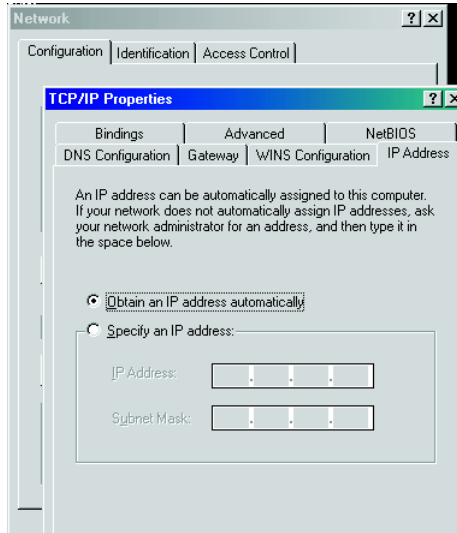 Network
Configuration Identification Access Control
TCP/IP Properties
Bindings Advanced NetBIOS
DNS Configuration Gateway WINS Configuration IP Address
An IP address can be automatically assigned to this computer.
If your network does not automatically assign IP addresses, ask
your network administrator for an address, and then type it in
the space below.
Obtain an IP address automatically
Specify an IP address:
IP Address:
Subnet Mask: